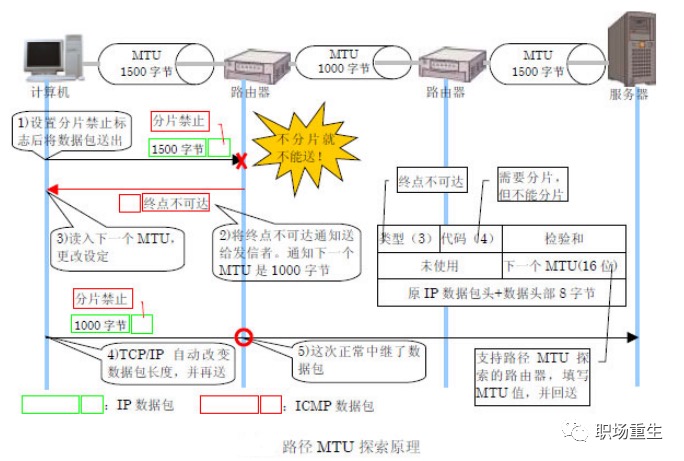 MTU
1500 字节
MTU
1000 字节
MTU
1500 字节
计算机
路由器
路由器
服务器
1)设置分片禁止标
志后将数据包送出
分片禁止
1500 字节
不分片就
不能送！
终点不可达
3)读入下一个 MTU，
更改设定
2)将终点不可达通知送
给发信者。通知下一个
MTU 是 1000 字节
终点不可达
需要分片，
但不能分片
类型（3）
代码（4）
检验和
未使用
下一个 MTU(16 位)
原 IP 数据包头+数据头部 8 字节
分片禁止
1000 字节
4)TCP/IP 自动改变
数据包长度，并再送
5)这次正常中继了数
据包
支持路径 MTU 探
索的路由器，填写
MTU 值，并回送
：IP 数据包
：ICMP 数据包
路径 MTU 探索原理
职场重生